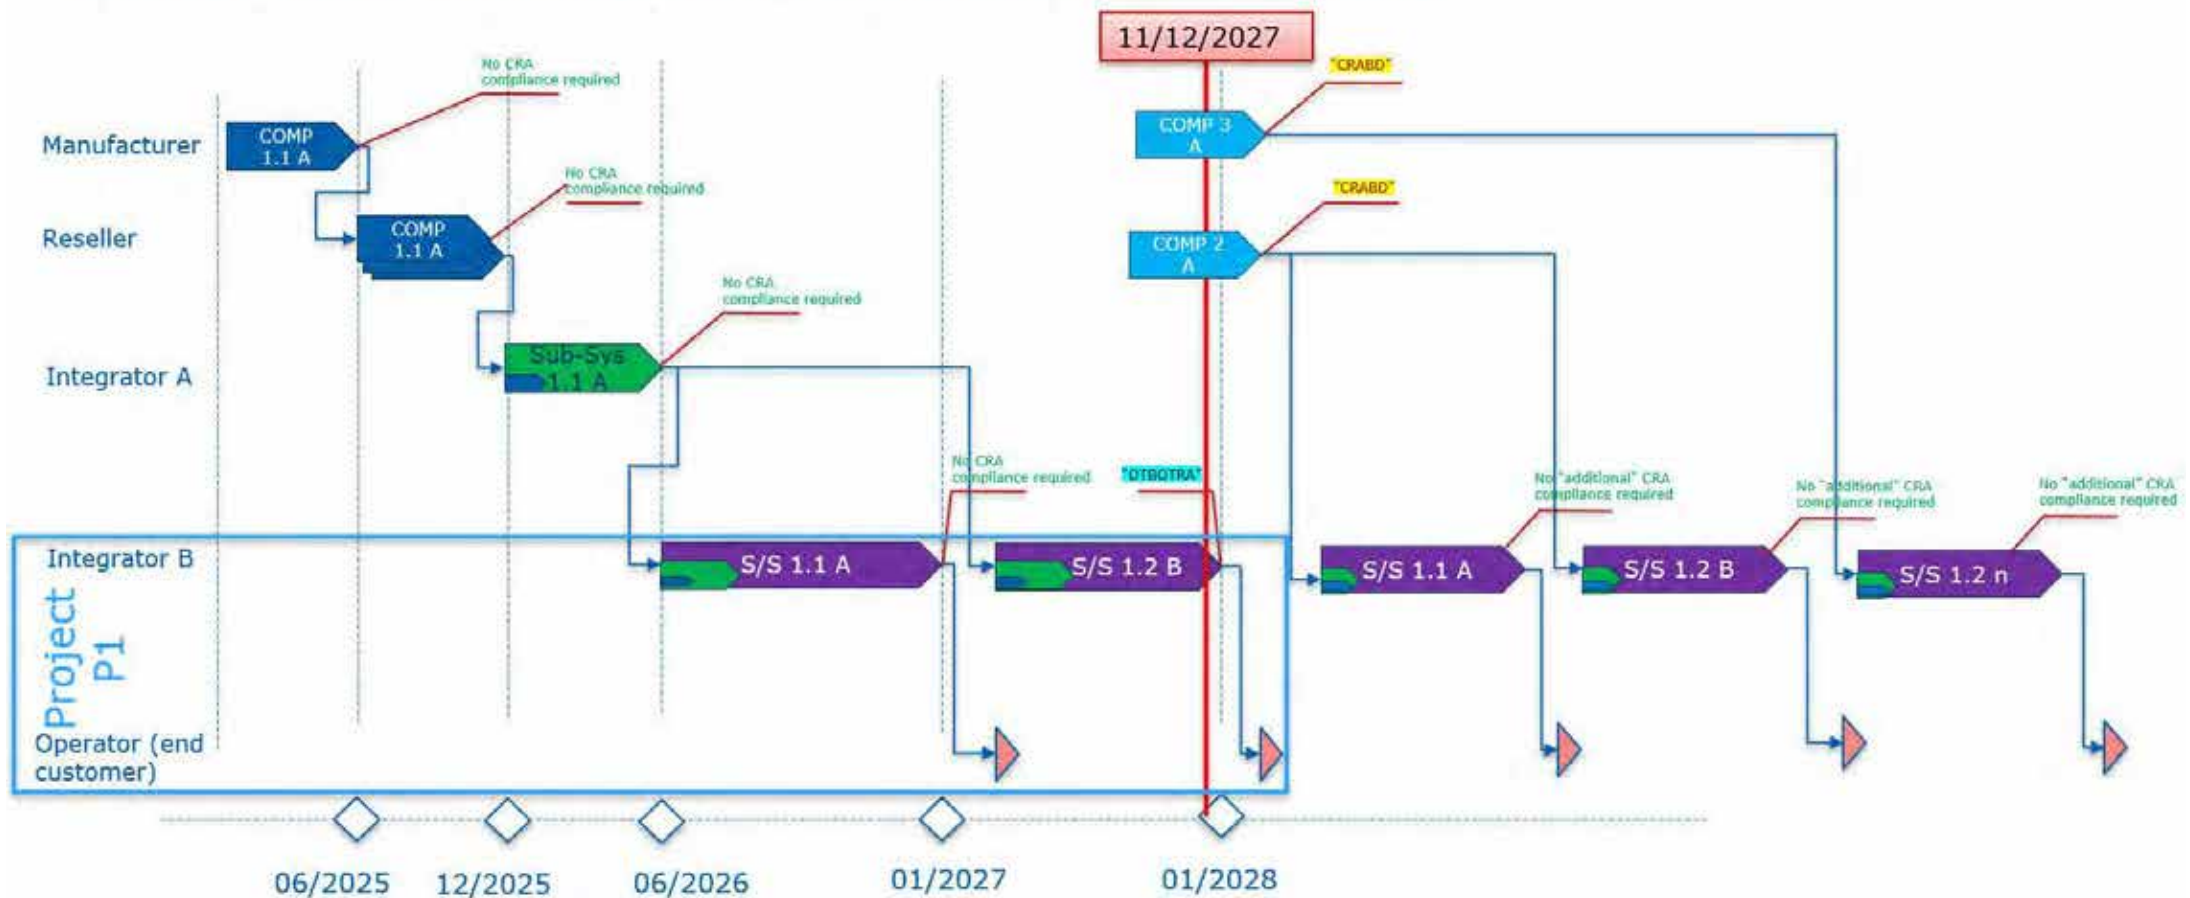 11/12/2027
No CRA
compliance required
"CRABD"
Manufacturer
COMP
1.1 A
COMP 3
A
No CRA
compliance required
"CRABD"
Reseller
COMP
1.1 A
COMP 2
A
No CRA
compliance required
Integrator A
Sub-Sys
1.1 A
No CRA
compliance required
"OTBOTRA"
No "additional" CRA
compliance required
No "additional" CRA
compliance required
No "additional" CRA
compliance required
Integrator B
S/S 1.1 A
S/S 1.2 B
S/S 1.1 A
S/S 1.2 B
S/S 1.2 n
Project
P1
Operator (end
customer)
06/2025
12/2025
06/2026
01/2027
01/2028